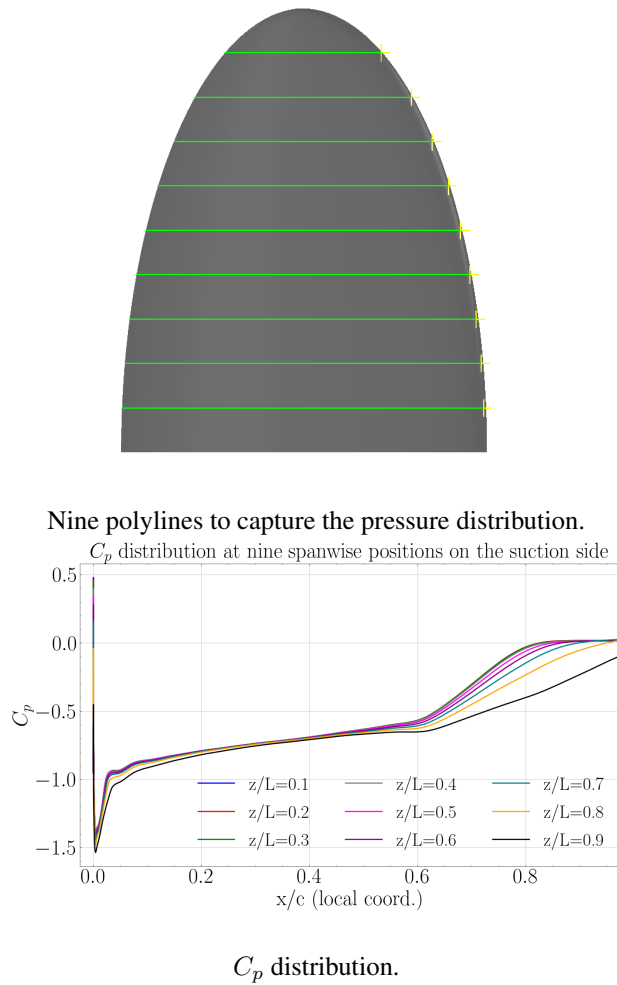 Nine polylines to capture the pressure distribution.
C_p distribution at nine spanwise positions on the suction side
0.5
0.0
−0.5
−1.0
−1.5
C_p
z/L=0.1 z/L=0.4 z/L=0.7
z/L=0.2 z/L=0.5 z/L=0.8
z/L=0.3 z/L=0.6 z/L=0.9
0.0 0.2 0.4 0.6 0.8
x/c (local coord.)
C_p distribution.